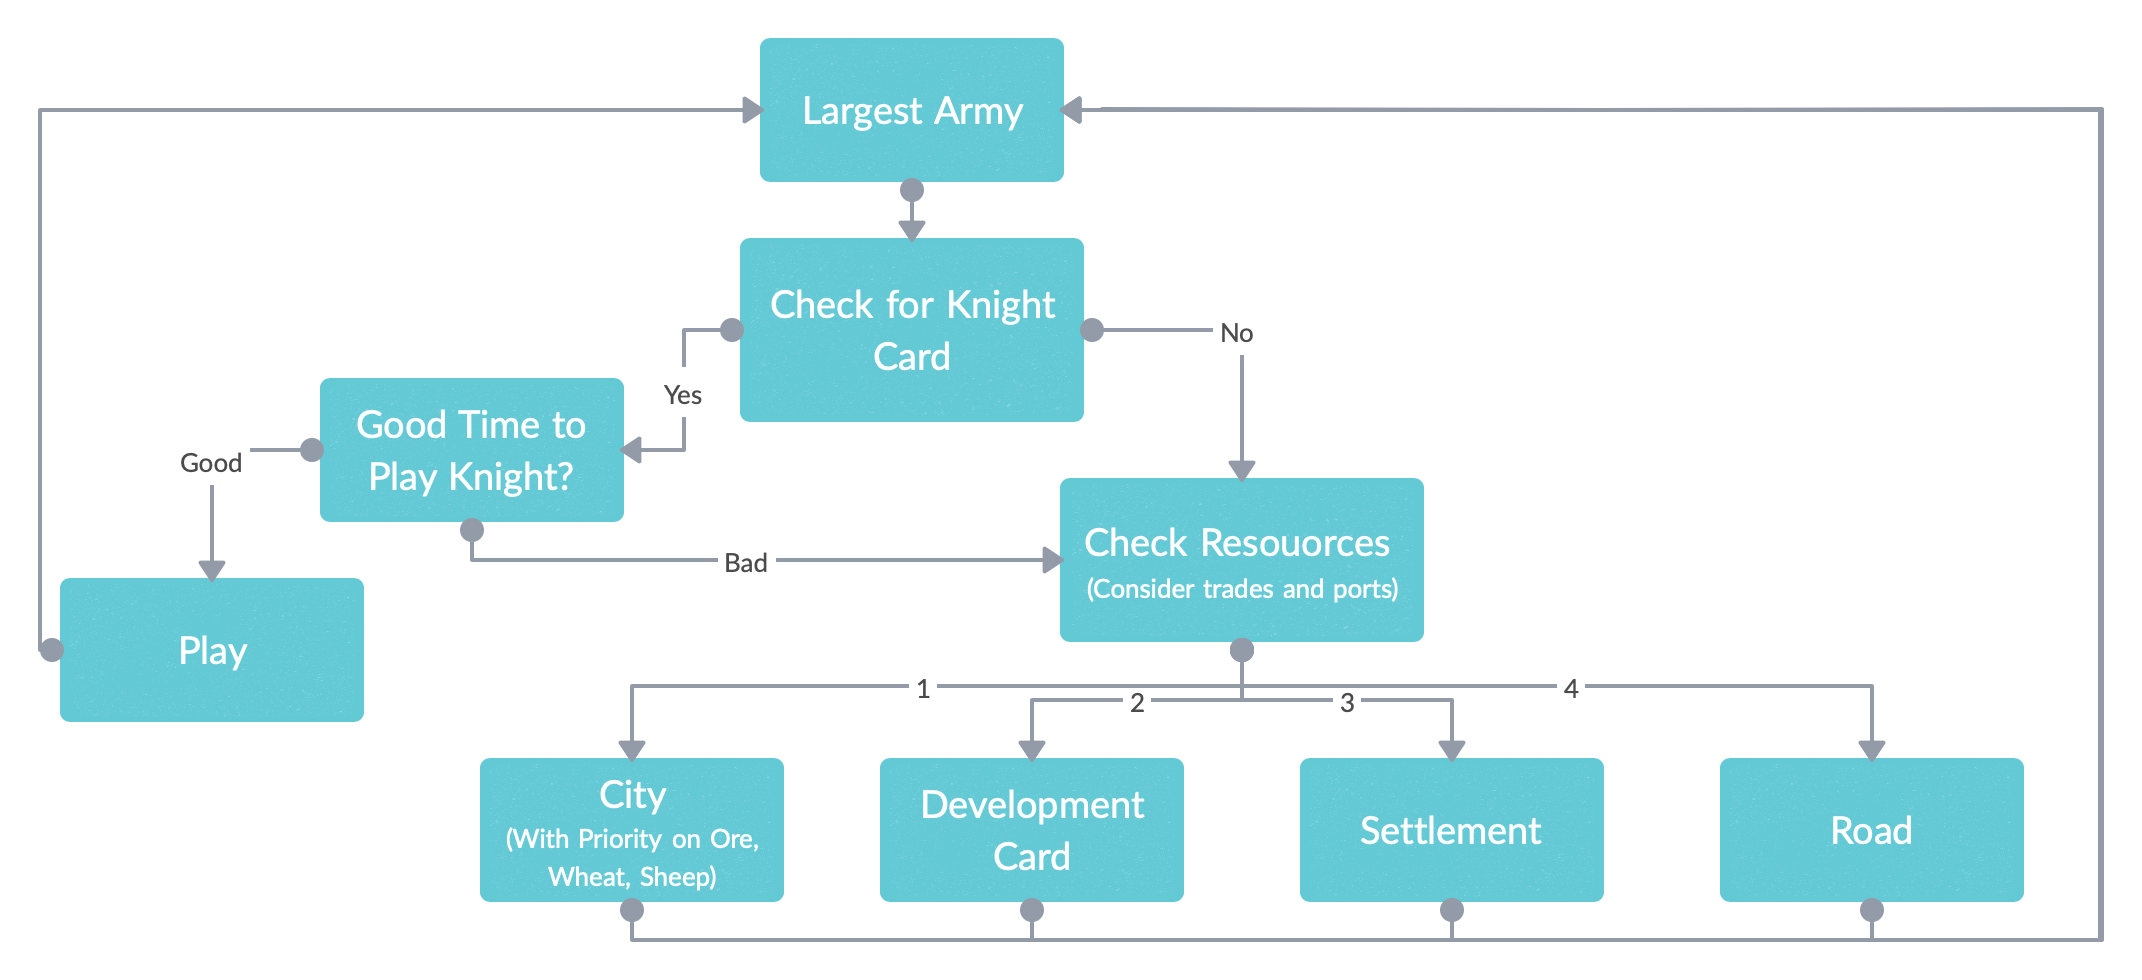 Largest Army
Check for Knight
Card
No
Yes
Good Time to
Play Knight?
Good
Bad
Check Resouorces
(Consider trades and ports)
Play
1
2
3
4
City
(With Priority on Ore,
Wheat, Sheep)
Development
Card
Settlement
Road